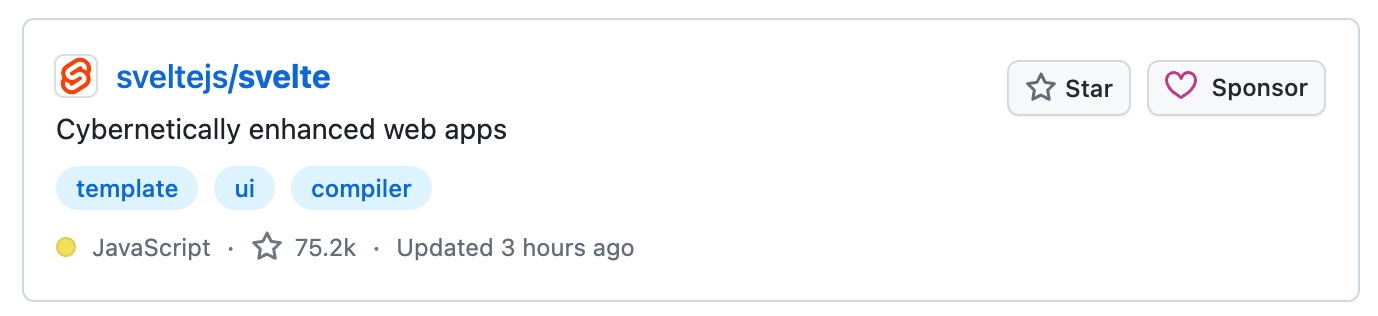 sveltejs/svelte
Star
Sponsor
Cybernetically enhanced web apps
template ui compiler
JavaScript · 75.2k · Updated 3 hours ago